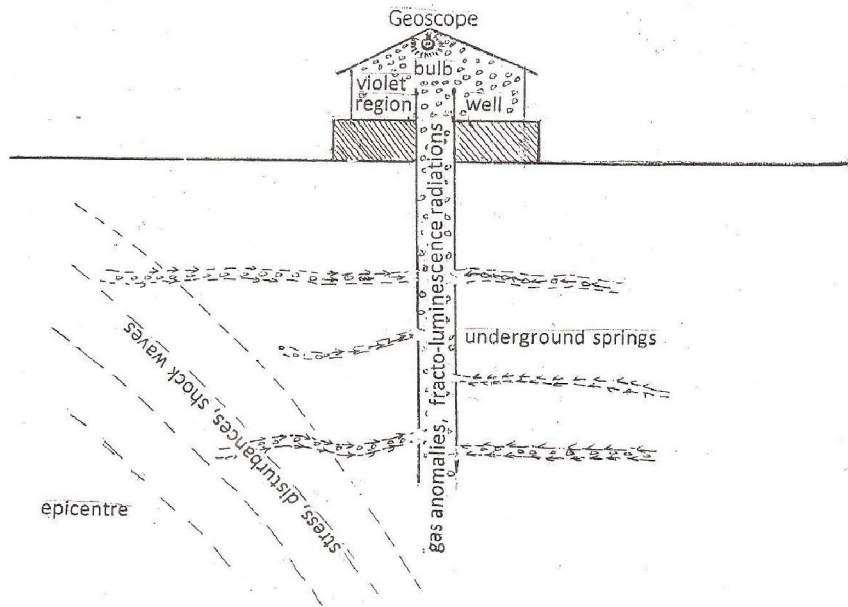 Geoscope
bulb
violet
region
well
gas anomalies, fracto-luminescence radiations
underground springs
stress, disturbances, shock waves
epicentre